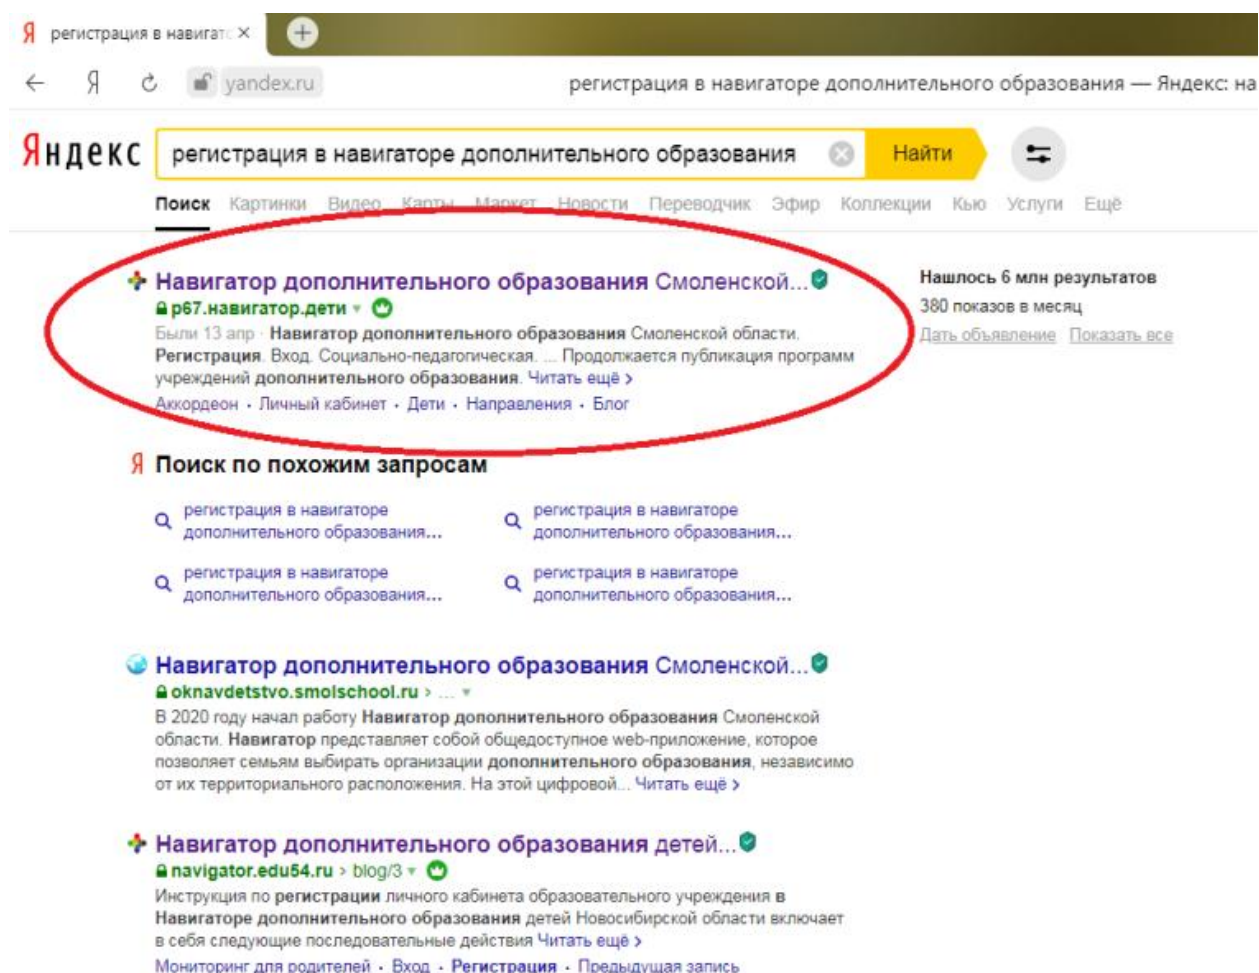 Я регистрация в навигато
Я yandex.ru регистрация в навигаторе дополнительного образования — Яндекс: на
Яндекс регистрация в навигаторе дополнительного образования Найти
Поиск Картинки Видео Карты Маркет Новости Переводчик Эфир Коллекции Кью Услуги Ещё
Навигатор дополнительного образования Смоленской...
р67.навигатор.дети
Были 13 апр · Навигатор дополнительного образования Смоленской области.
Регистрация. Вход. Социально-педагогическая. ... Продолжается публикация программ
учреждений дополнительного образования. Читать ещё >
Аккордеон · Личный кабинет · Дети · Направления · Блог
Нашлось 6 млн результатов
380 показов в месяц
Дать объявление Показать все
Я Поиск по похожим запросам
регистрация в навигаторе
дополнительного образования...
регистрация в навигаторе
дополнительного образования...
регистрация в навигаторе
дополнительного образования...
регистрация в навигаторе
дополнительного образования...
Навигатор дополнительного образования Смоленской...
oknavdetstvo.smolschool.ru > ...
В 2020 году начал работу Навигатор дополнительного образования Смоленской
области. Навигатор представляет собой общедоступное web-приложение, которое
позволяет семьям выбирать организации дополнительного образования, независимо
от их территориального расположения. На этой цифровой... Читать ещё >
Навигатор дополнительного образования детей...
navigator.edu54.ru > blog/3
Инструкция по регистрации личного кабинета образовательного учреждения в
Навигаторе дополнительного образования детей Новосибирской области включает
в себя следующие последовательные действия Читать ещё >
Мониторинг для родителей · Вход · Регистрация · Предыдущая запись